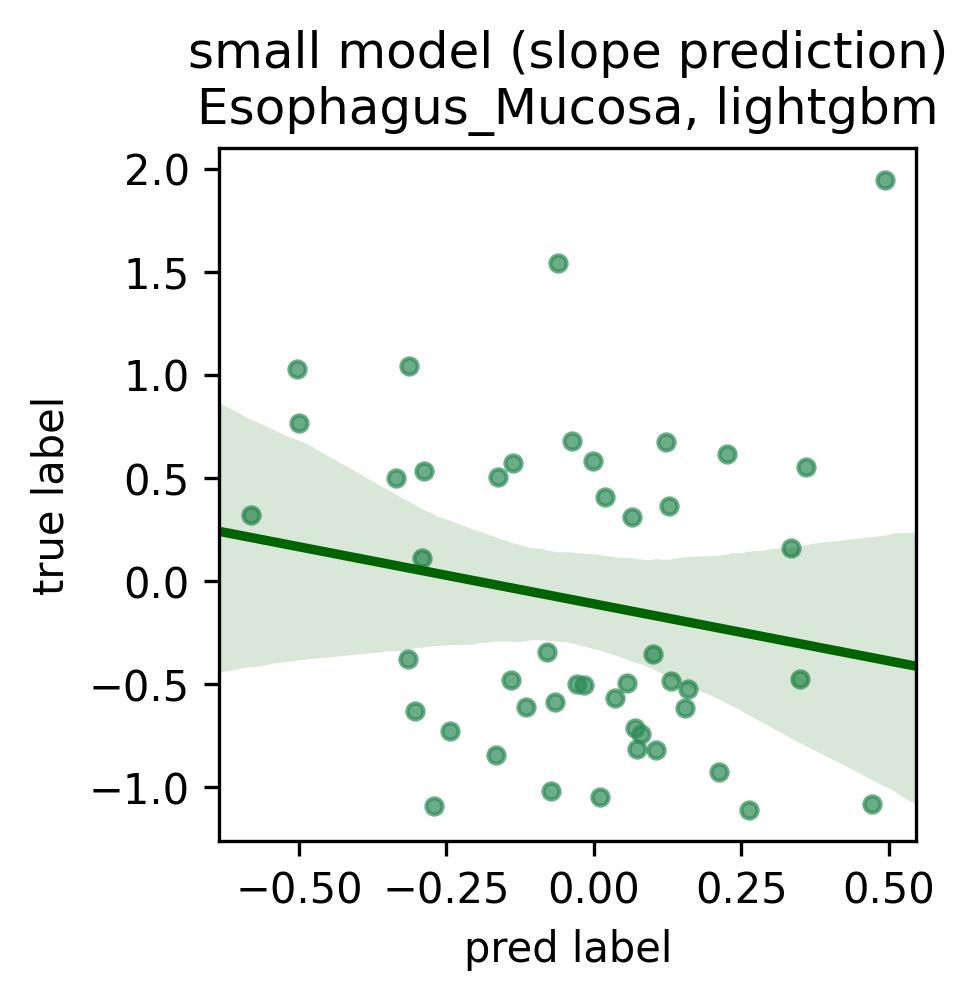 small model (slope prediction)
Esophagus_Mucosa, lightgbm
2.0
1.5
1.0
0.5
0.0
−0.5
−1.0
true label
−0.50 −0.25 0.00 0.25 0.50
pred label